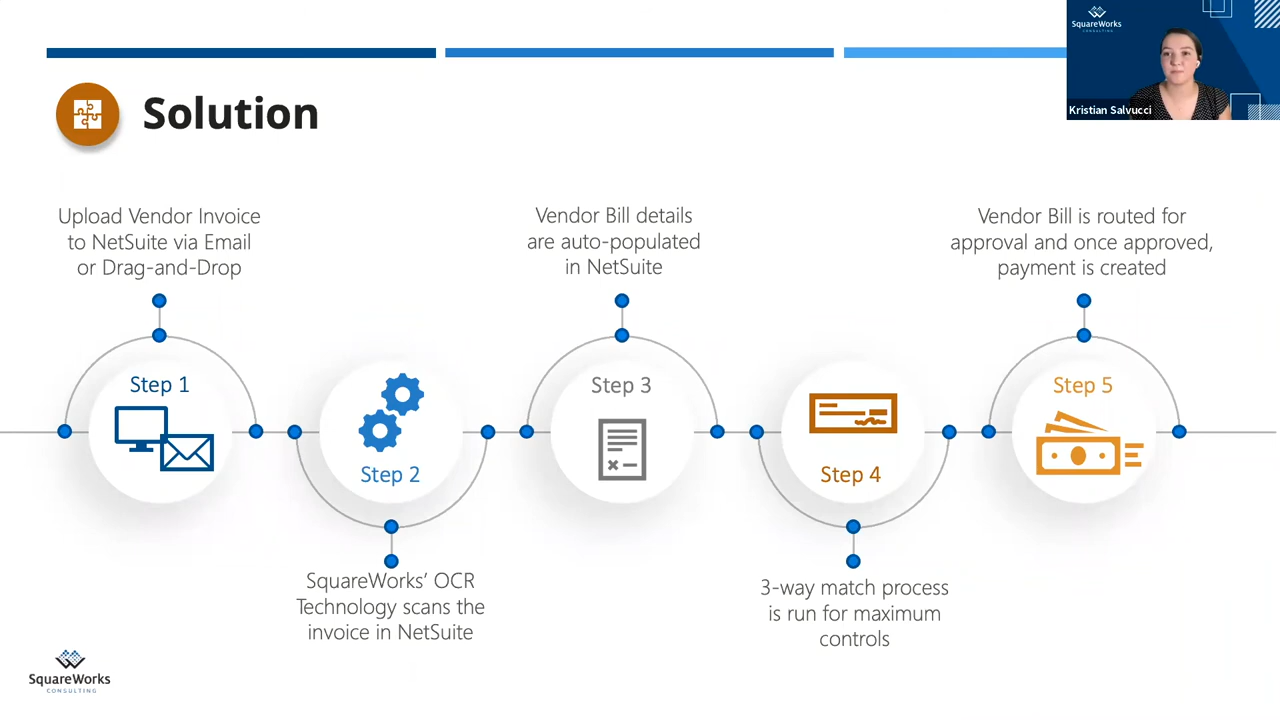 SquareWorks
CONSULTING
Kristian Salvucci
Solution
Upload Vendor Invoice
to NetSuite via Email
or Drag-and-Drop
Step 1
Step 2
SquareWorks’ OCR
Technology scans the
invoice in NetSuite
Vendor Bill details
are auto-populated
in NetSuite
Step 3
Step 4
3-way match process
is run for maximum
controls
Vendor Bill is routed for
approval and once approved,
payment is created
Step 5
SquareWorks
CONSULTING